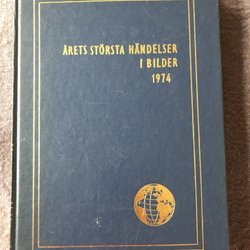 ÅRETS STÖRSTA HÄNDELSER
I BILDER
1974